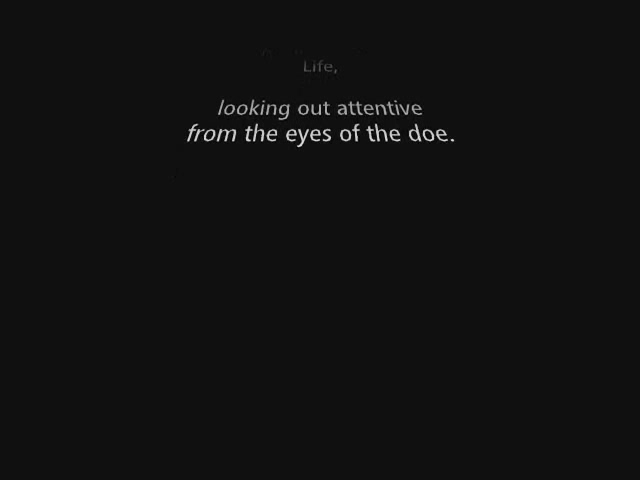 Life,
looking out attentive
from the eyes of the doe.